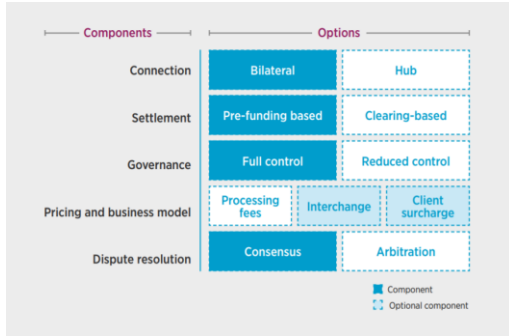 Components Options
Connection Bilateral Hub
Settlement Pre-funding based Clearing-based
Governance Full control Reduced control
Pricing and business model Processing fees Interchange Client surcharge
Dispute resolution Consensus Arbitration
Component
Optional component